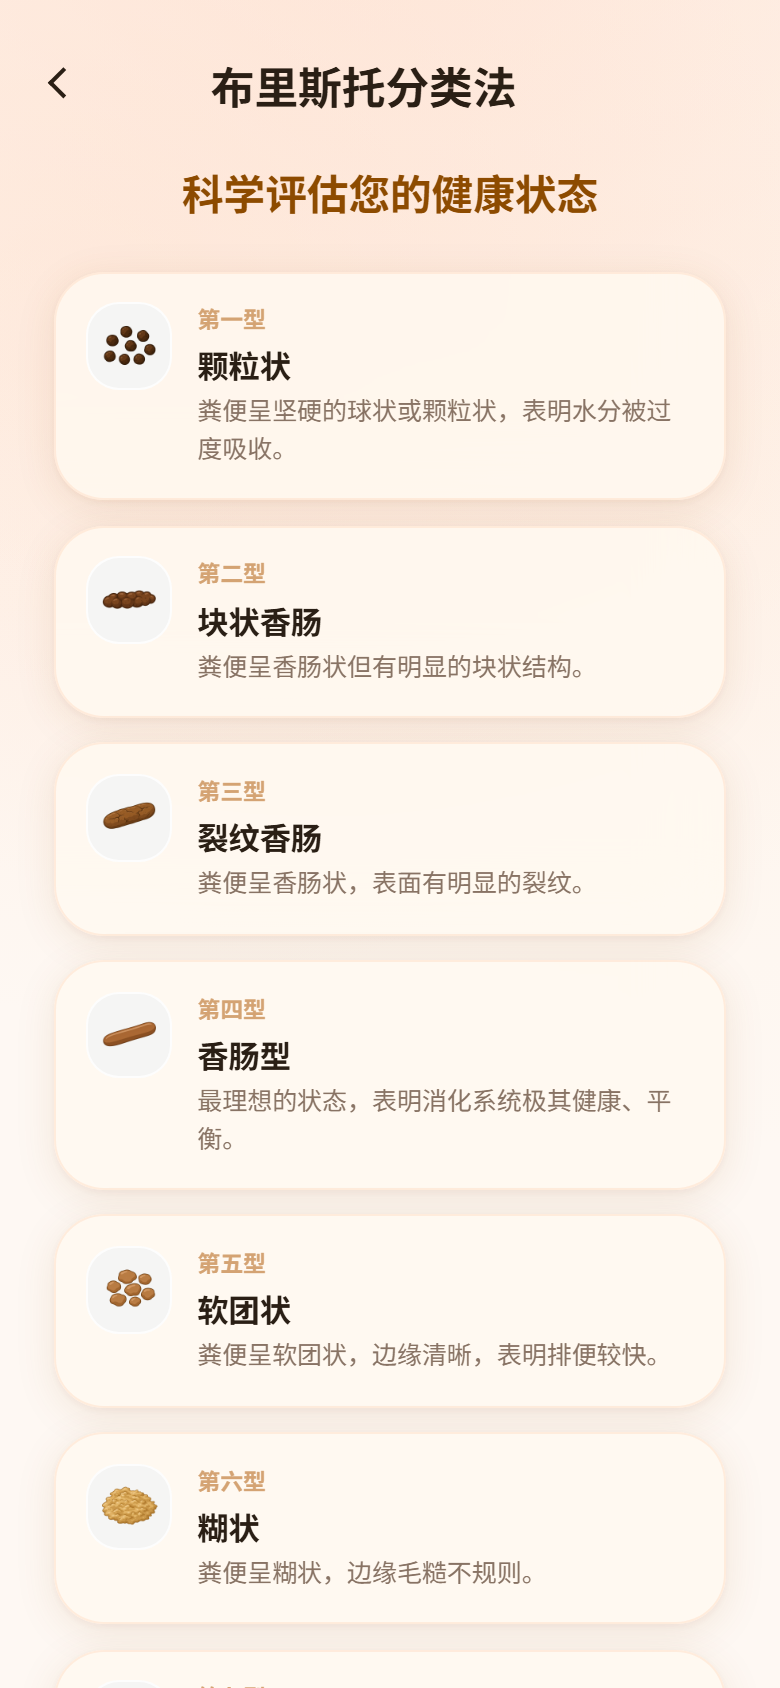 布里斯托分类法
科学评估您的健康状态
第一型
颗粒状
粪便呈坚硬的球状或颗粒状，表明水分被过
度吸收。
第二型
块状香肠
粪便呈香肠状但有明显的块状结构。
第三型
裂纹香肠
粪便呈香肠状，表面有明显的裂纹。
第四型
香肠型
最理想的状态，表明消化系统极其健康、平
衡。
第五型
软团状
粪便呈软团状，边缘清晰，表明排便较快。
第六型
糊状
粪便呈糊状，边缘毛糙不规则。